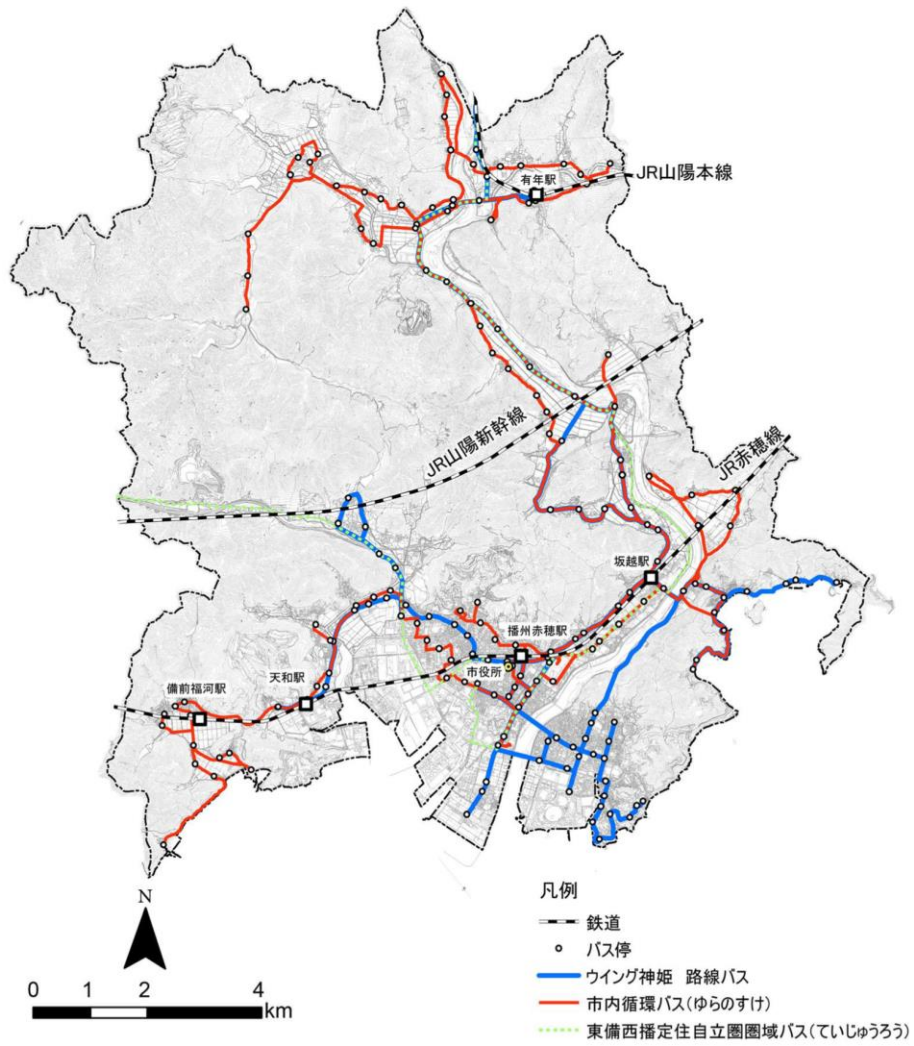 有年駅
JR山陽本線
JR山陽新幹線
JR赤穂線
坂越駅
播州赤穂駅
市役所
天和駅
備前福河駅
N
0 1 2 4
km
凡例
鉄道
バス停
ウイング神姫 路線バス
市内循環バス(ゆらのすけ)
東備西播定住自立圏圏域バス(ていじゅうろう)